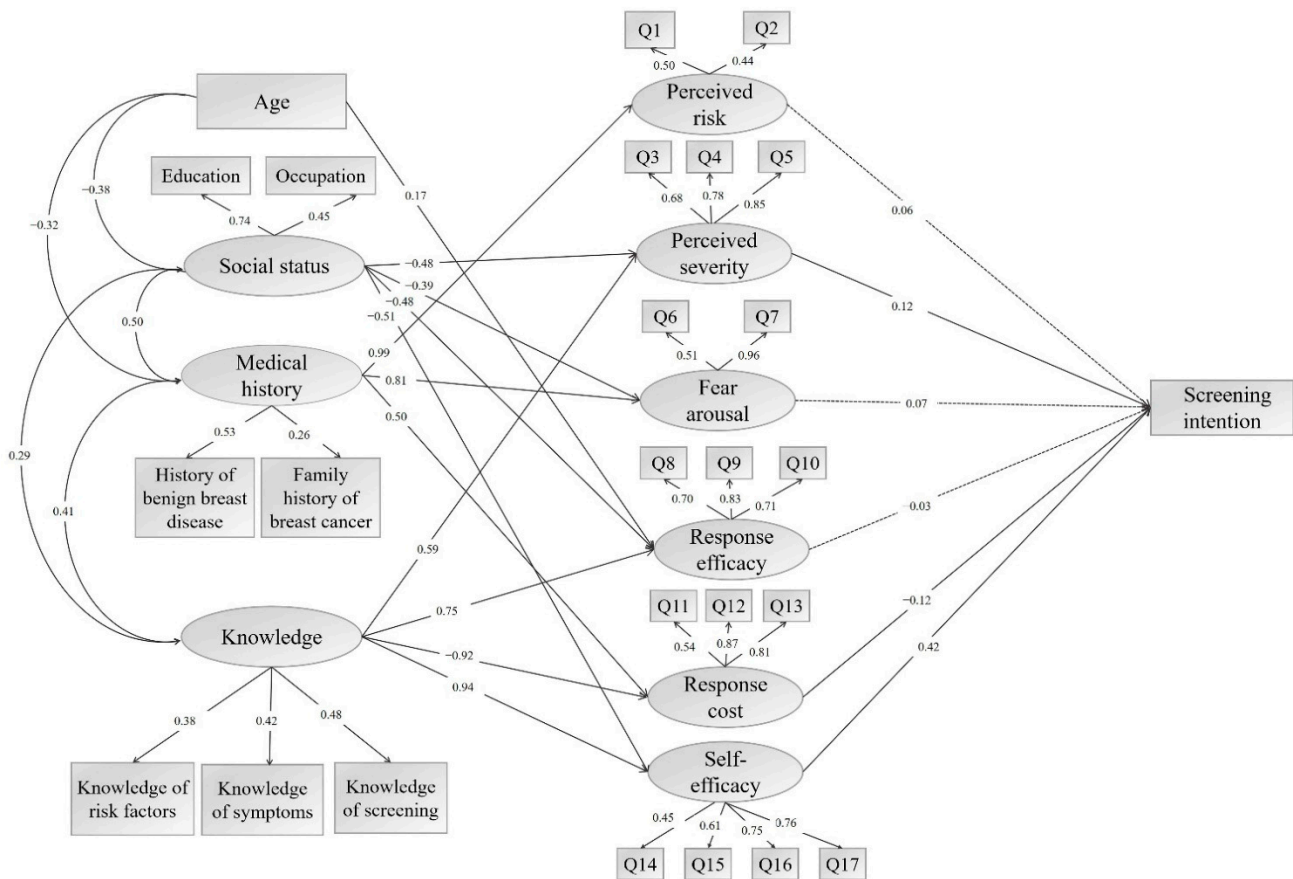 Q1
Q2
0.50
0.44
Age
Perceived
risk
Q3
Q4
Q5
−0.38
Education
Occupation
0.17
0.68
0.78
0.85
0.06
−0.32
0.74
0.45
Social status
−0.48
Perceived
severity
−0.39
−0.48
−0.51
0.12
Q6
Q7
0.50
0.51
0.96
Medical
history
0.99
0.81
0.50
Fear
arousal
0.07
Screening
intention
0.53
0.26
0.29
History of
benign breast
disease
Family
history of
breast cancer
Q8
Q9
Q10
0.70
0.83
0.71
−0.03
0.41
0.59
Response
efficacy
Knowledge
0.75
−0.92
0.94
Q11
Q12
Q13
0.54
0.87
0.81
−0.12
0.42
Response
cost
0.38
0.42
0.48
Knowledge of
risk factors
Knowledge
of symptoms
Knowledge
of screening
Self-
efficacy
0.45
0.61
0.75
0.76
Q14
Q15
Q16
Q17